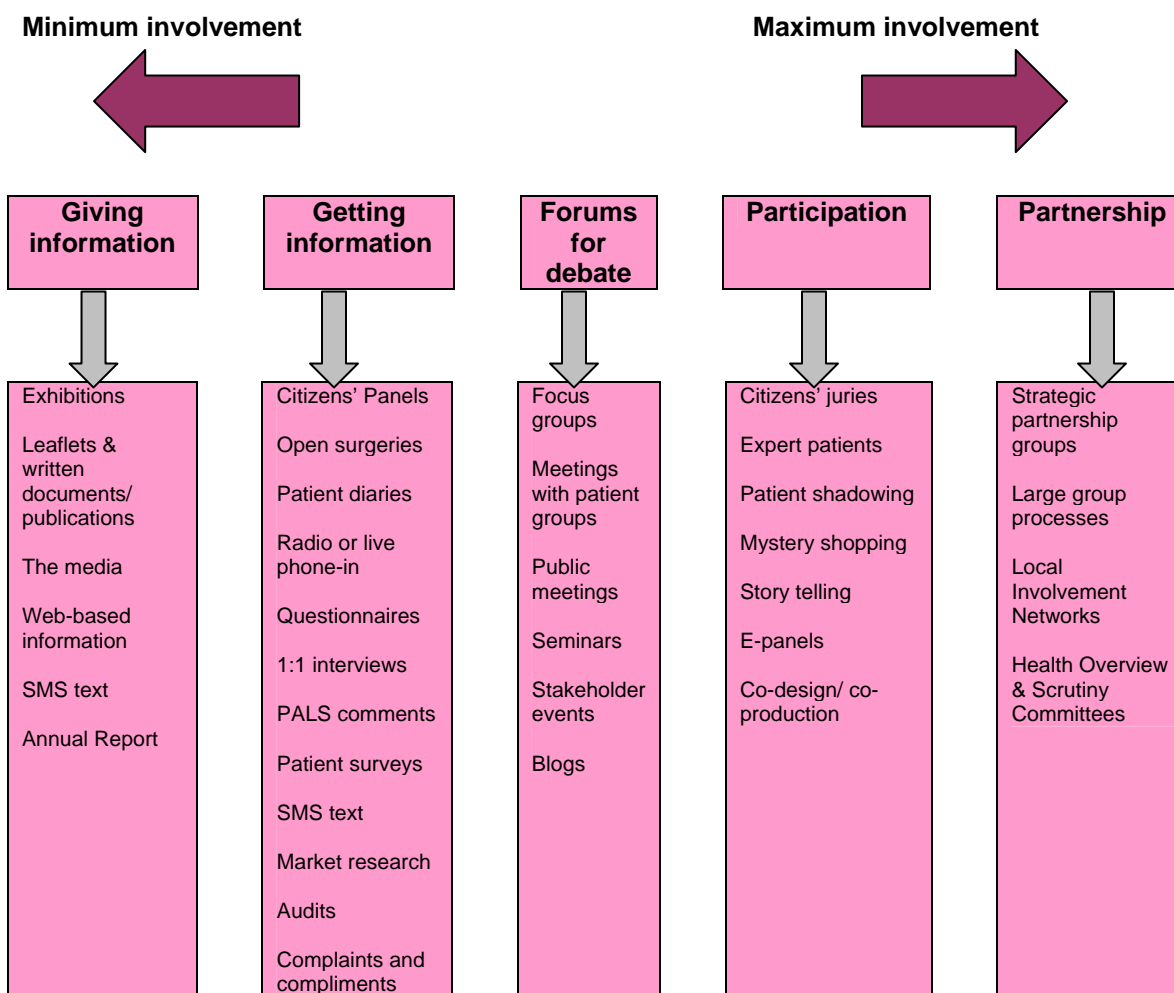 Minimum involvement
Maximum involvement
Giving
information
Getting
information
Forums
for
debate
Participation
Partnership
Exhibitions
Leaflets &
written
documents/
publications
The media
Web-based
information
SMS text
Annual Report
Citizens’ Panels
Open surgeries
Patient diaries
Radio or live
phone-in
Questionnaires
1:1 interviews
PALS comments
Patient surveys
SMS text
Market research
Audits
Complaints and
compliments
Focus
groups
Meetings
with patient
groups
Public
meetings
Seminars
Stakeholder
events
Blogs
Citizens’ juries
Expert patients
Patient shadowing
Mystery shopping
Story telling
E-panels
Co-design/ co-
production
Strategic
partnership
groups
Large group
processes
Local
Involvement
Networks
Health Overview
& Scrutiny
Committees